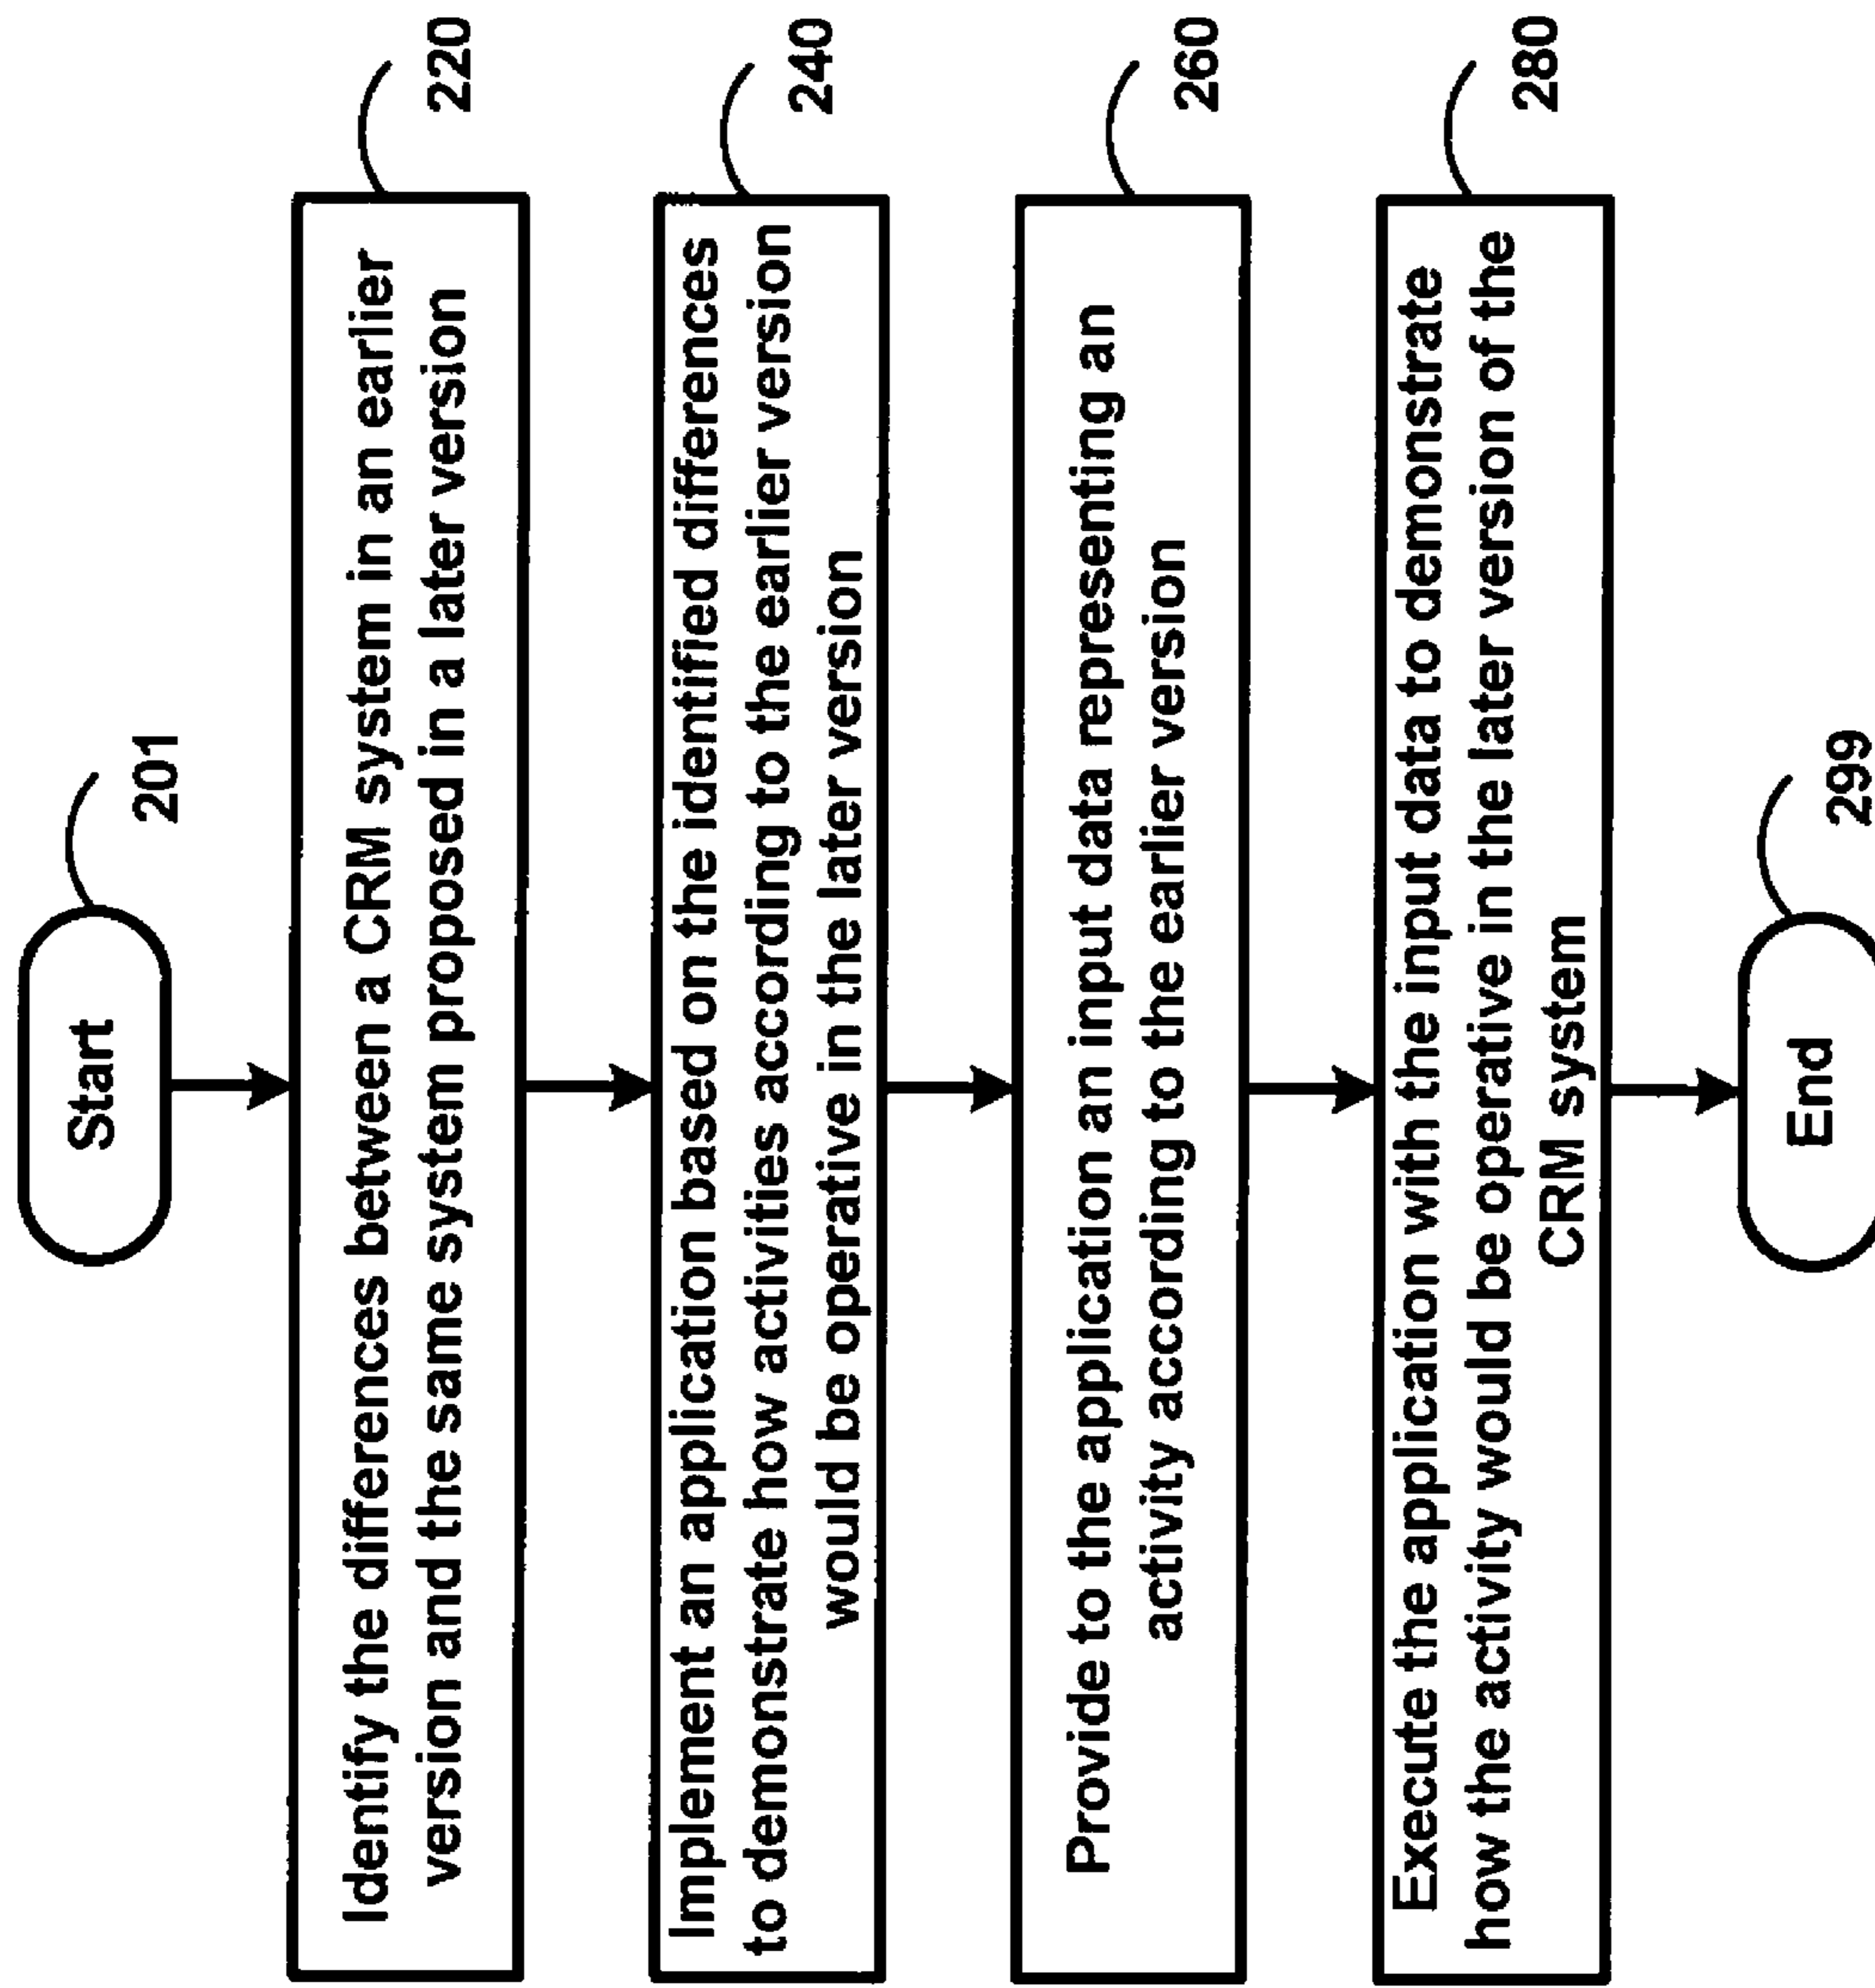 Start
201
Identify the differences between a CRM system in an earlier
version and the same system proposed in a later version
220
Implement an application based on the identified differences
to demonstrate how activities according to the earlier version
would be operative in the later version
240
Provide to the application an input data representing an
activity according to the earlier version
260
Execute the application with the input data to demonstrate
how the activity would be operative in the later version of the
CRM system
280
End
299